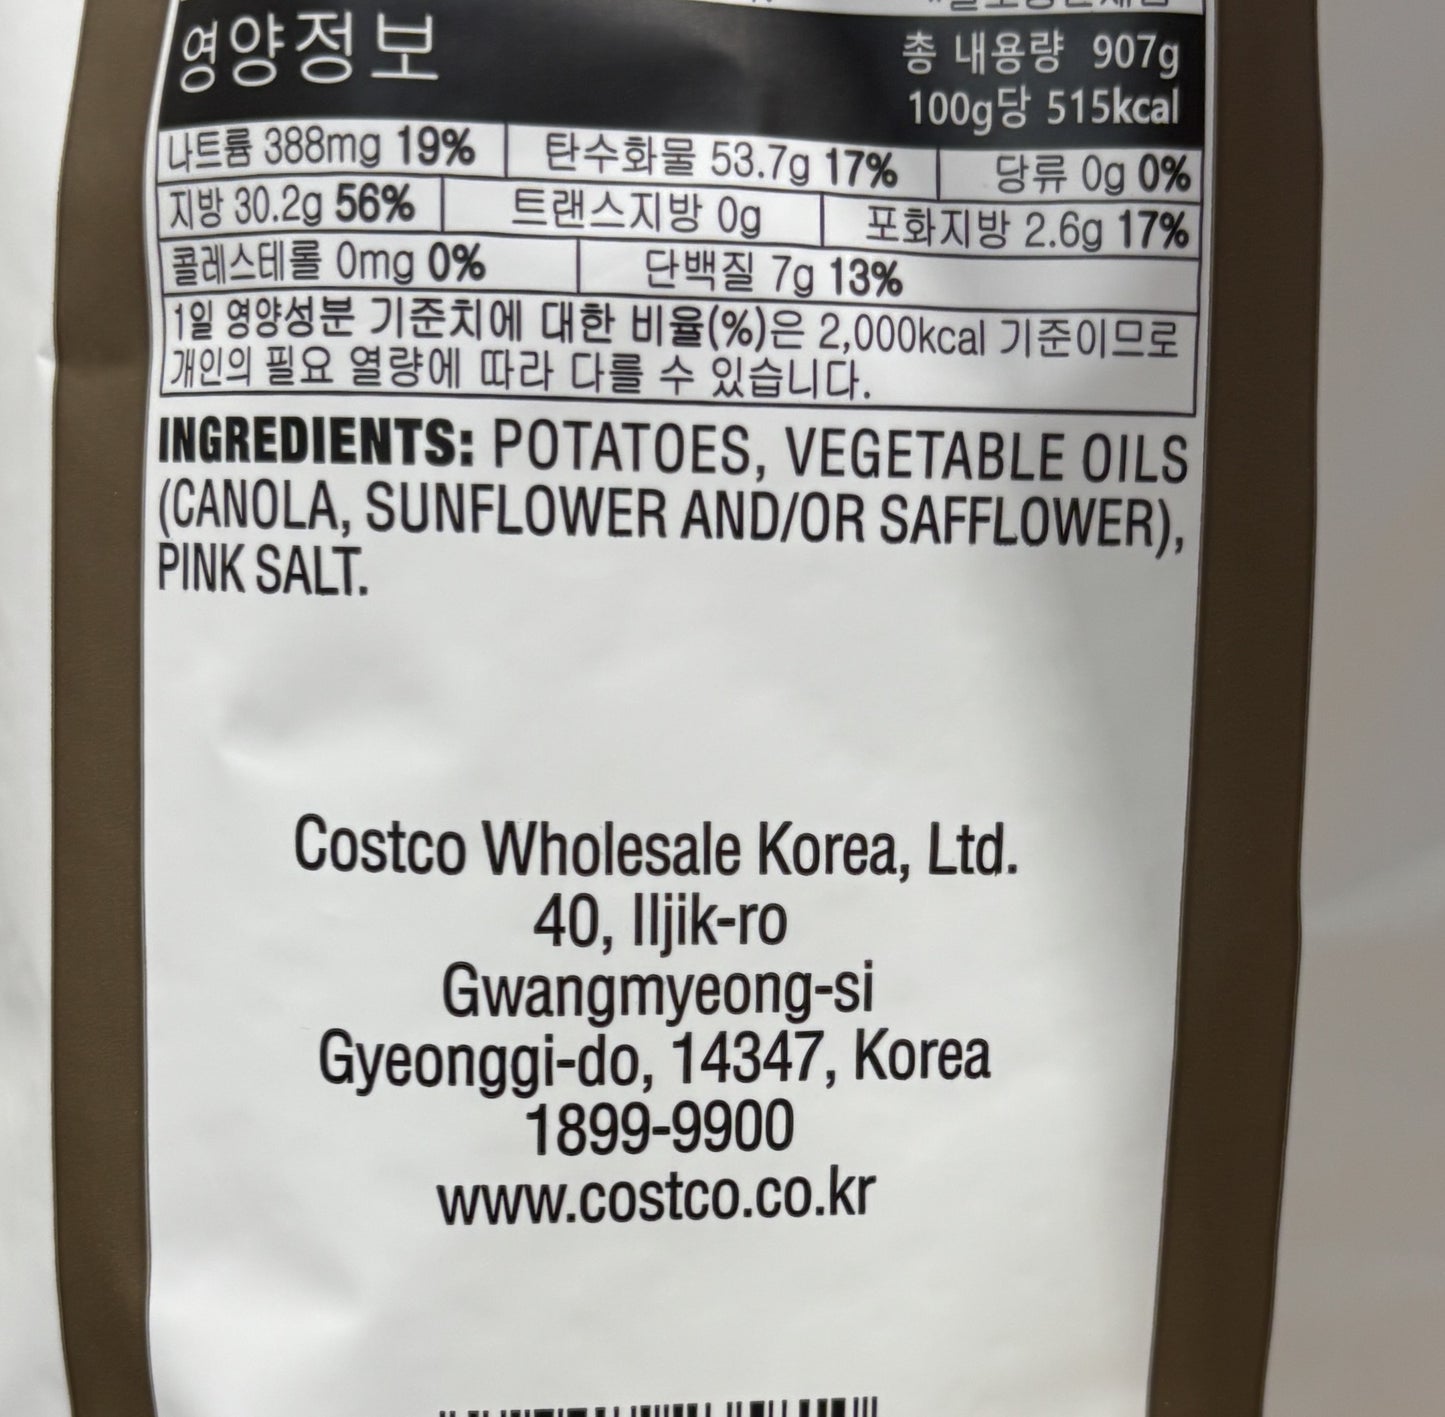 영양정보
총 내용량 907g
100g당 515kcal
나트륨 388mg 19% 탄수화물 53.7g 17% 당류 0g 0%
지방 30.2g 56% 트랜스지방 0g 포화지방 2.6g 17%
콜레스테롤 0mg 0% 단백질 7g 13%
1일 영양성분 기준치에 대한 비율(%)은 2,000kcal 기준이므로
개인의 필요 열량에 따라 다를 수 있습니다.
INGREDIENTS: POTATOES, VEGETABLE OILS
(CANOLA, SUNFLOWER AND/OR SAFFLOWER),
PINK SALT.
Costco Wholesale Korea, Ltd.
40, Iljik-ro
Gwangmyeong-si
Gyeonggi-do, 14347, Korea
1899-9900
www.costco.co.kr